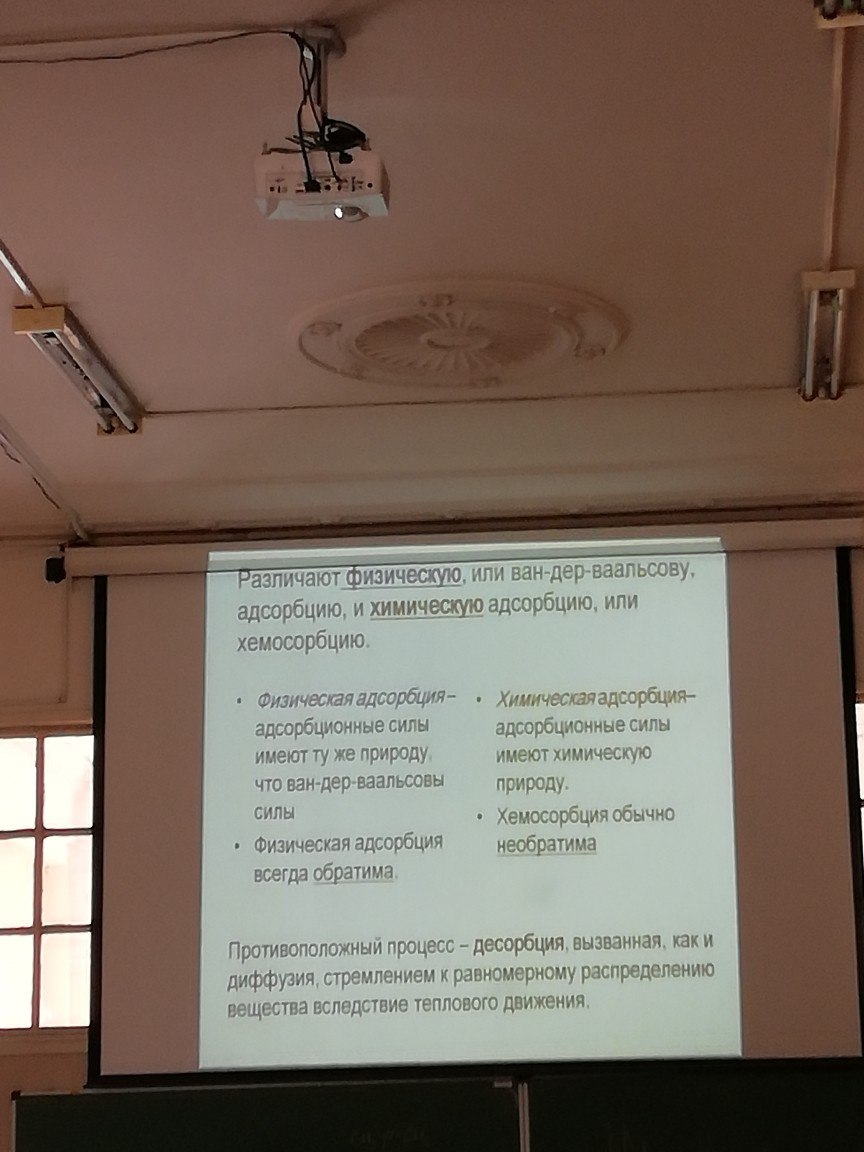 Различают физическую, или ван-дер-ваальсову,
адсорбцию, и химическую адсорбцию, или
хемосорбцию.
• Физическая адсорбция–
адсорбционные силы
имеют ту же природу,
что ван-дер-ваальсовы
силы
• Физическая адсорбция
всегда обратима.
• Химическая адсорбция–
адсорбционные силы
имеют химическую
природу.
• Хемосорбция обычно
необратима
Противоположный процесс – десорбция, вызванная, как и
диффузия, стремлением к равномерному распределению
вещества вследствие теплового движения.